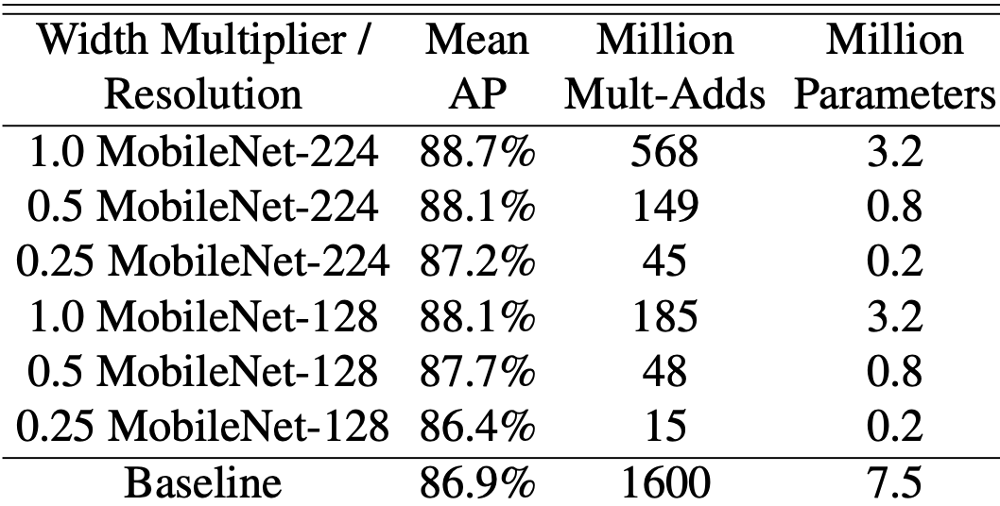 Width Multiplier / Mean Million Million
Resolution AP Mult-Adds Parameters
1.0 MobileNet-224 88.7% 568 3.2
0.5 MobileNet-224 88.1% 149 0.8
0.25 MobileNet-224 87.2% 45 0.2
1.0 MobileNet-128 88.1% 185 3.2
0.5 MobileNet-128 87.7% 48 0.8
0.25 MobileNet-128 86.4% 15 0.2
Baseline 86.9% 1600 7.5